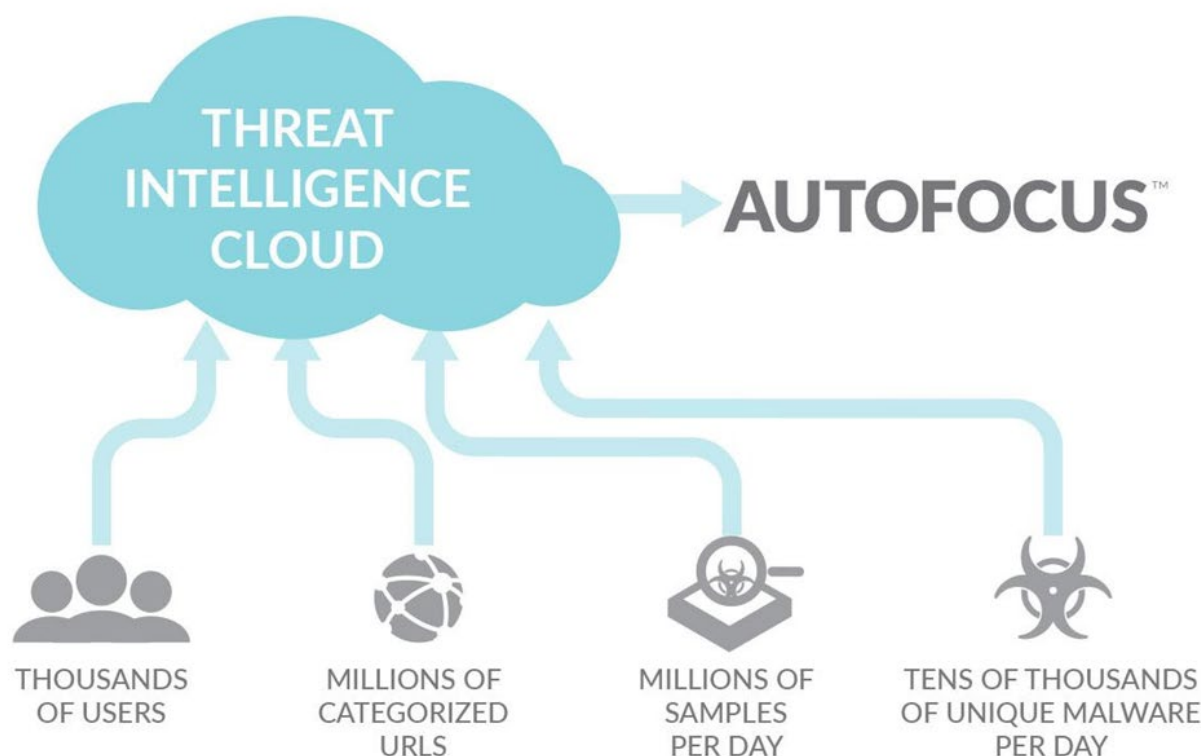 THREAT
INTELLIGENCE
CLOUD
AUTOFOCUS™
THOUSANDS
OF USERS
MILLIONS OF
CATEGORIZED
URLS
MILLIONS OF
SAMPLES
PER DAY
TENS OF THOUSANDS
OF UNIQUE MALWARE
PER DAY